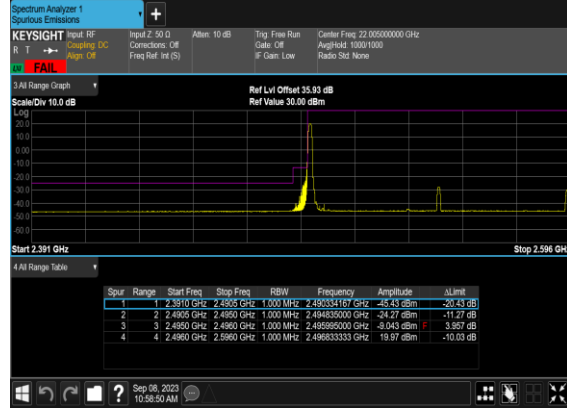 Spectrum Analyzer 1
Spurious Emissions
+
KEYSIGHT Input: RF Input Z: 50 Ω Atten: 10 dB Trig: Free Run Center Freq: 22.005000000 GHz
R T Coupling: DC Corrections: Off Gate: Off Avg|Hold: 1000/1000
Align: Off Freq Ref: Int (S) IF Gain: Low Radio Std: None
FAIL
3 All Range Graph Ref Lvl Offset 35.93 dB
Scale/Div 10.0 dB Ref Value 30.00 dBm
Log
20.0
10.0
0.00
-10.0
-20.0
-30.0
-40.0
-50.0
-60.0
Start 2.391 GHz Stop 2.596 GH
4 All Range Table
Spur Range Start Freq Stop Freq RBW Frequency Amplitude ΔLimit
1 1 2.3910 GHz 2.4905 GHz 1.000 MHz 2.490334167 GHz -45.43 dBm -20.43 dB
2 2 2.4905 GHz 2.4950 GHz 1.000 MHz 2.494835000 GHz -24.27 dBm -11.27 dB
3 3 2.4950 GHz 2.4960 GHz 1.000 MHz 2.495995000 GHz -9.043 dBm F 3.957 dB
4 4 2.4960 GHz 2.5960 GHz 1.000 MHz 2.496833333 GHz 19.97 dBm -10.03 dB
? Sep 08, 2023
10:58:50 AM